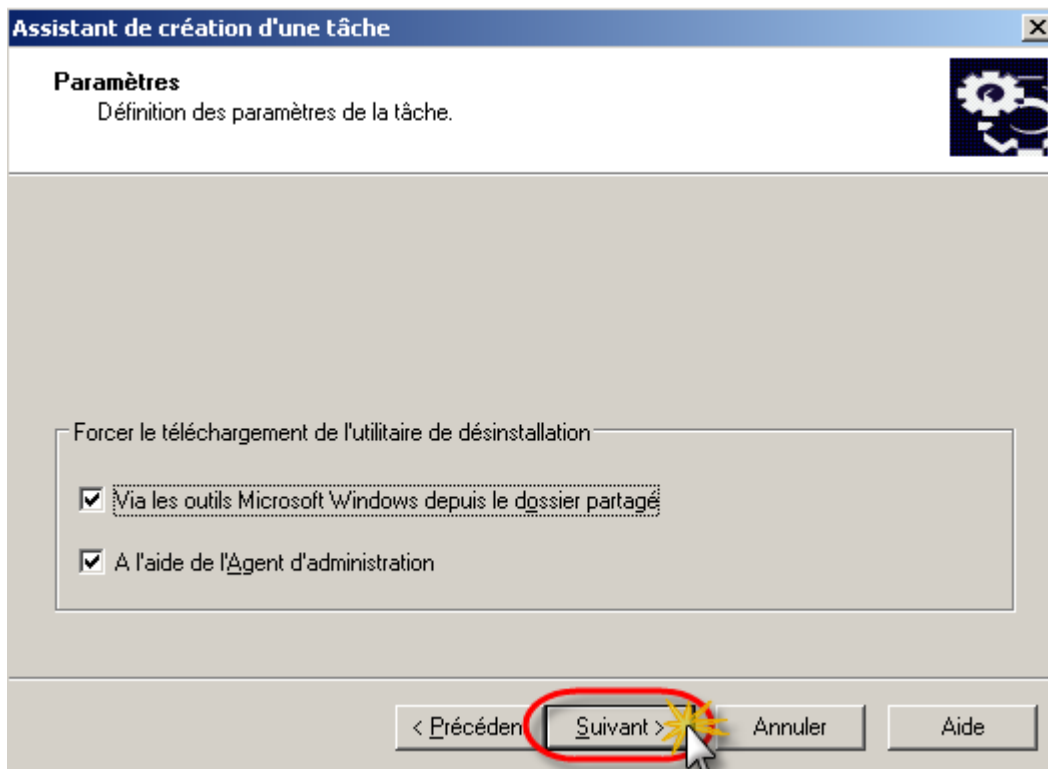 Assistant de création d'une tâche
Paramètres
Définition des paramètres de la tâche.
Forcer le téléchargement de l'utilitaire de désinstallation
Via les outils Microsoft Windows depuis le dossier partagé
A l'aide de l'Agent d'administration
< Précéden Suivant > Annuler Aide